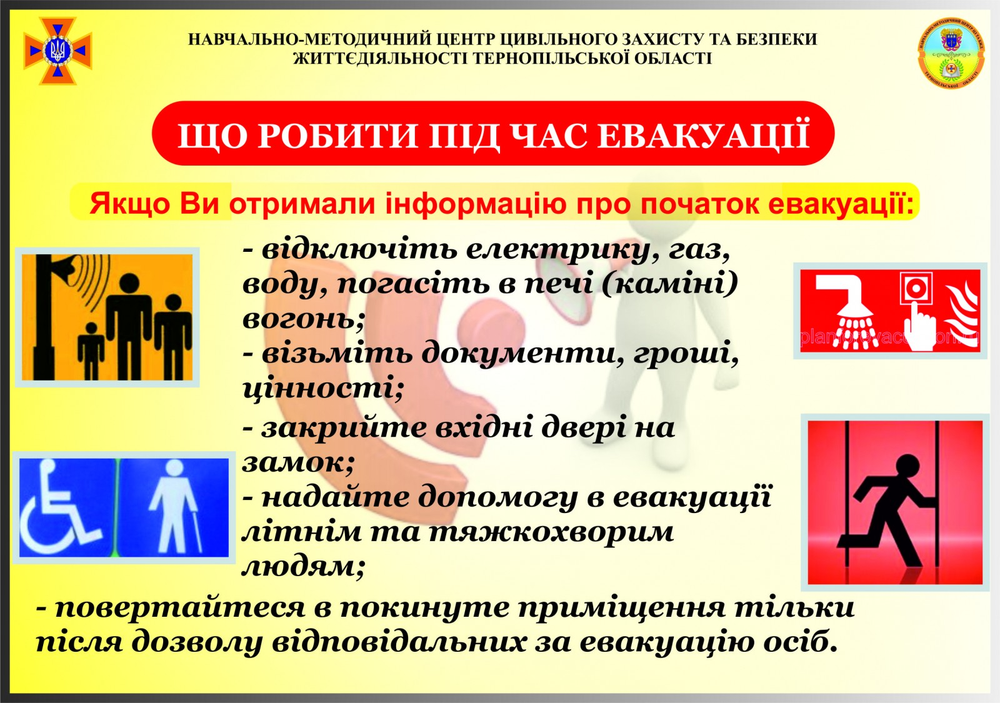 НАВЧАЛЬНО-МЕТОДИЧНИЙ ЦЕНТР ЦИВІЛЬНОГО ЗАХИСТУ ТА БЕЗПЕКИ
ЖИТТЄДІЯЛЬНОСТІ ТЕРНОПІЛЬСЬКОЇ ОБЛАСТІ
ЩО РОБИТИ ПІД ЧАС ЕВАКУАЦІЇ
Якщо Ви отримали інформацію про початок евакуації:
- відключіть електрику, газ,
воду, погасіть в печі (каміні)
вогонь;
- візьміть документи, гроші,
цінності;
- закрийте вхідні двері на
замок;
- надайте допомогу в евакуації
літнім та тяжкохворим
людям;
- повертайтеся в покинуте приміщення тільки
після дозволу відповідальних за евакуацію осіб.